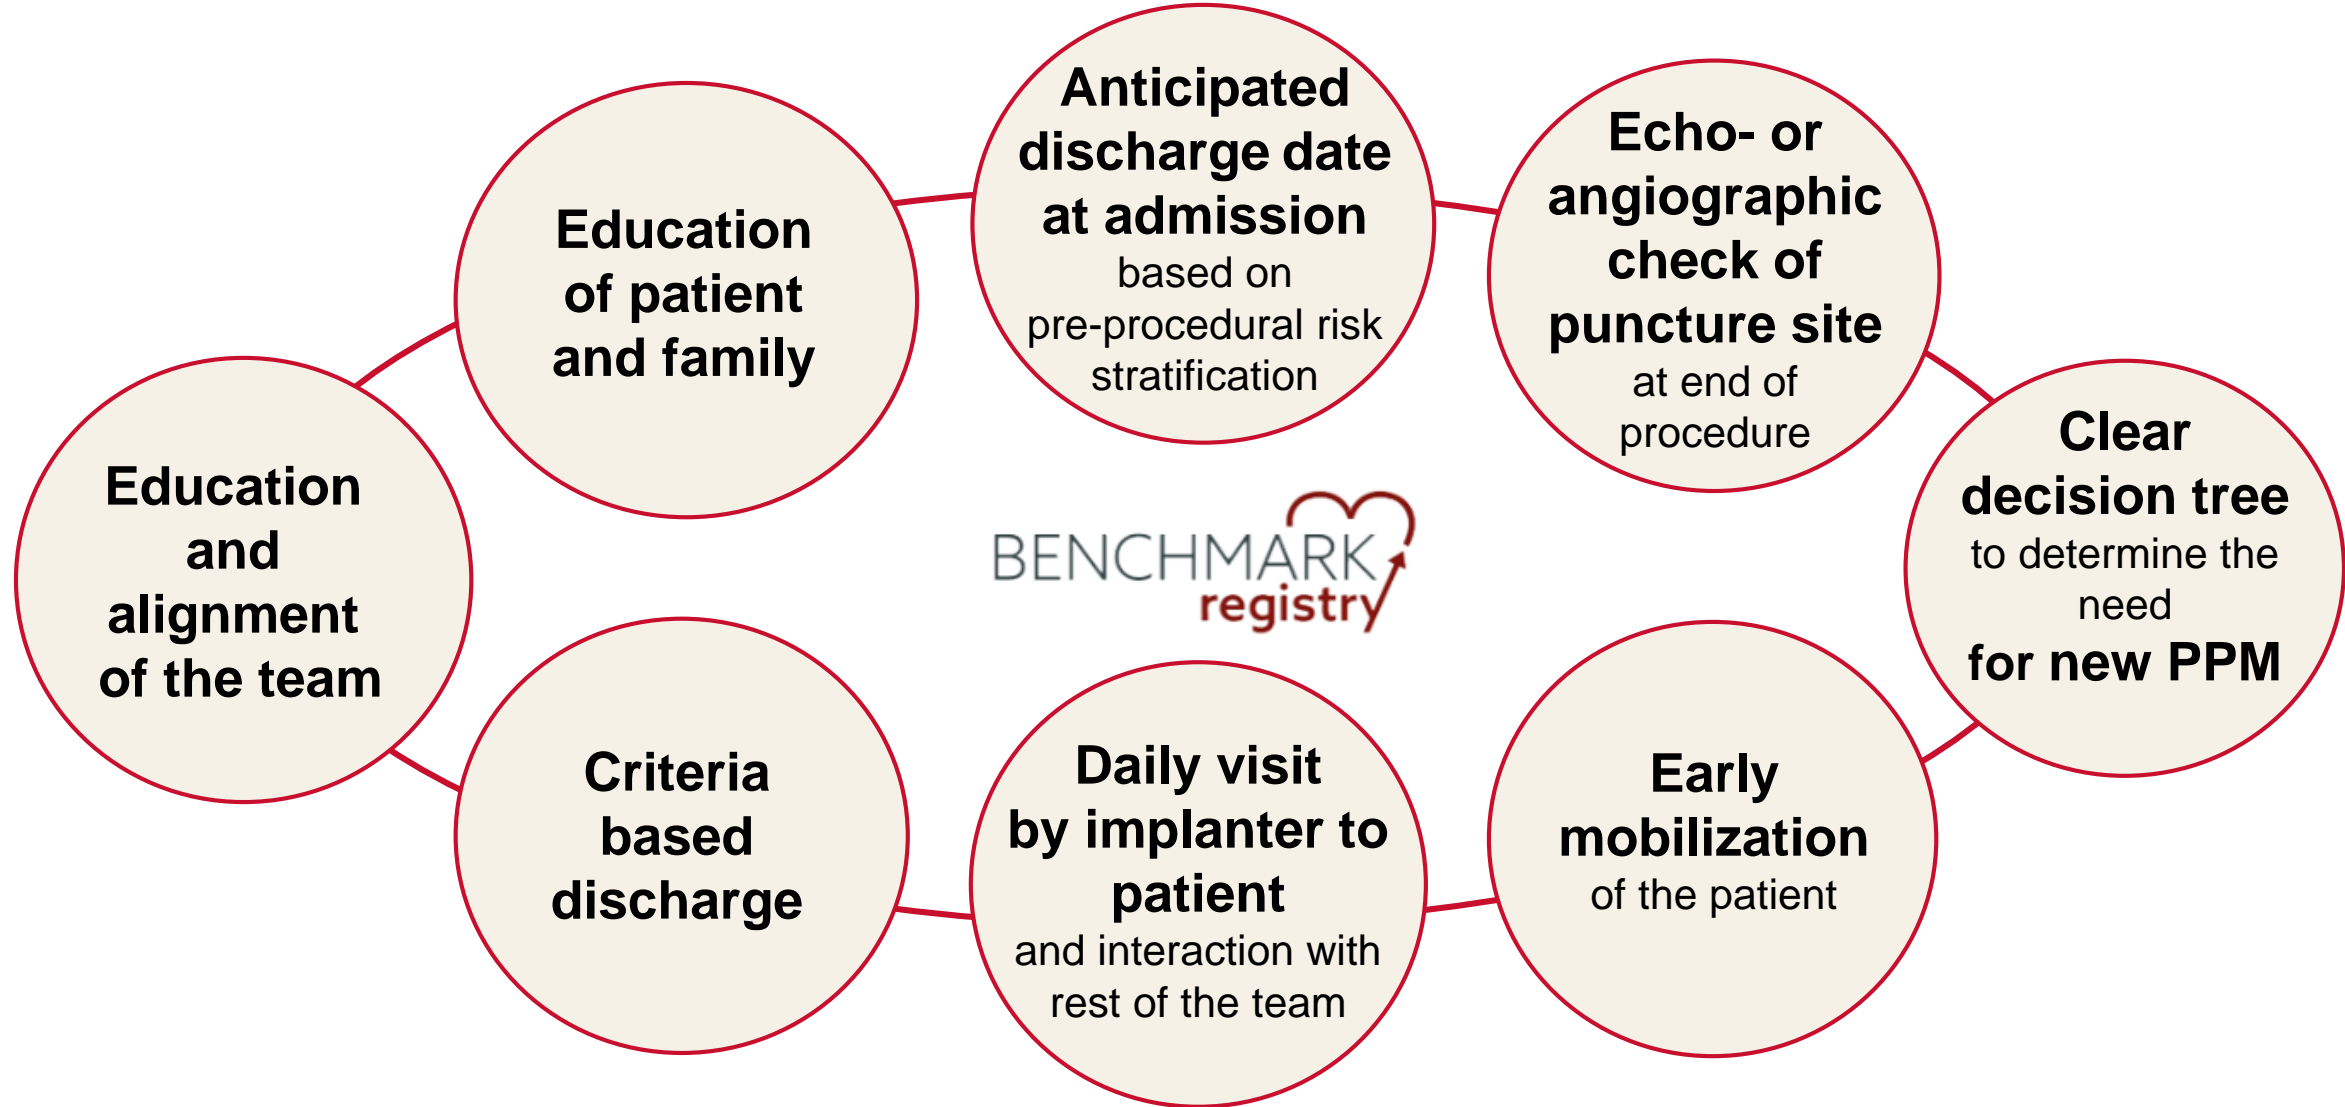 Education
and
alignment
of the team
Education
of patient
and family
Anticipated
discharge date
at admission
based on
pre-procedural risk
stratification
Echo- or
angiographic
check of
puncture site
at end of
procedure
Clear
decision tree
to determine the
need
for new PPM
Early
mobilization
of the patient
Daily visit
by implanter to
patient
and interaction with
rest of the team
Criteria
based
discharge
BENCHMARK
registry